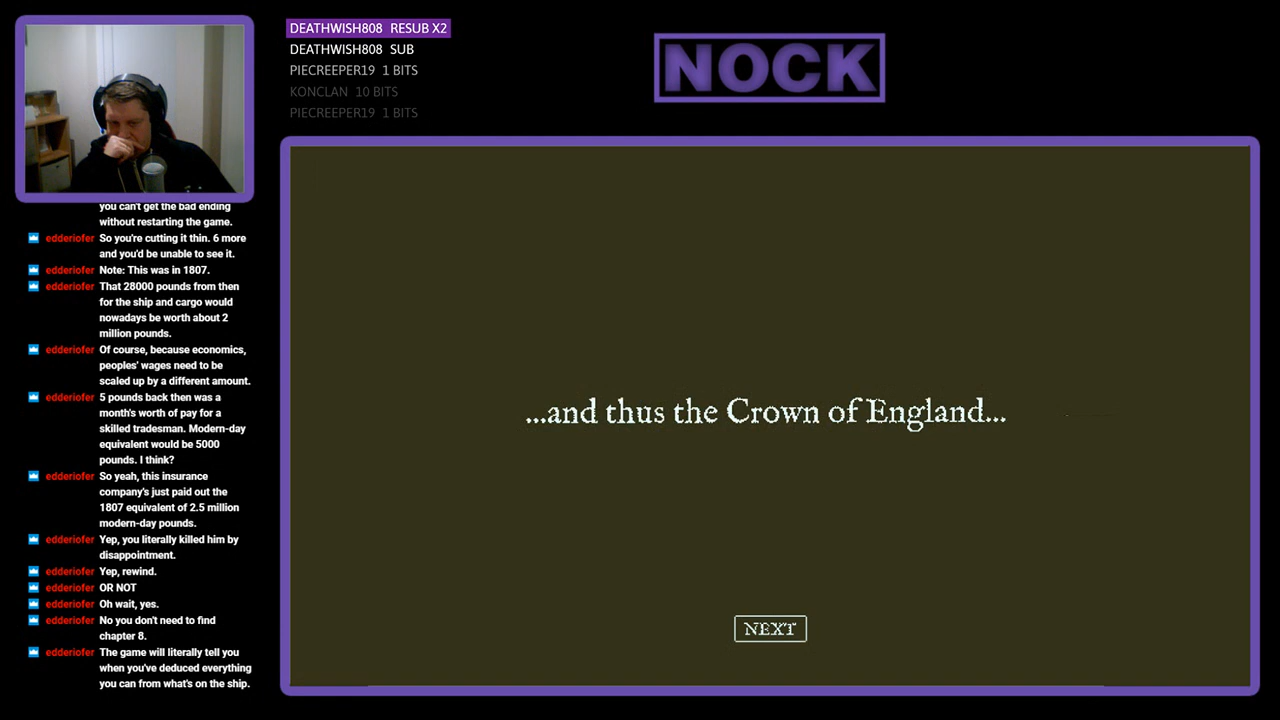 DEATHWISH808 RESUB X2
DEATHWISH808 SUB
PIECREEPER19 1 BITS
KONCLAN 10 BITS
PIECREEPER19 1 BITS
NOCK
you can't get the bad ending
without restarting the game.
edderiofer So you're cutting it thin. 6 more
and you'd be unable to see it.
edderiofer Note: This was in 1807.
edderiofer That 28000 pounds from then
for the ship and cargo would
nowadays be worth about 2
million pounds.
edderiofer Of course, because economics,
peoples' wages need to be
scaled up by a different amount.
edderiofer 5 pounds back then was a
month's worth of pay for a
skilled tradesman. Modern-day
equivalent would be 5000
pounds. I think?
edderiofer So yeah, this insurance
company's just paid out the
1807 equivalent of 2.5 million
modern-day pounds.
edderiofer Yep, you literally killed him by
disappointment.
edderiofer Yep, rewind.
edderiofer OR NOT
edderiofer Oh wait, yes.
edderiofer No you don't need to find
chapter 8.
edderiofer The game will literally tell you
when you've deduced everything
you can from what's on the ship.
...and thus the Crown of England...
NEXT